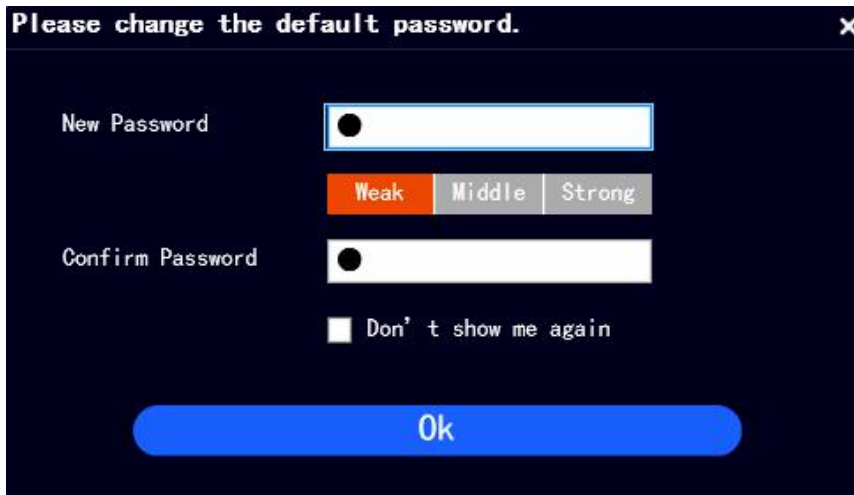 Please change the default password.
New Password
Weak Middle Strong
Confirm Password
Don't show me again
Ok